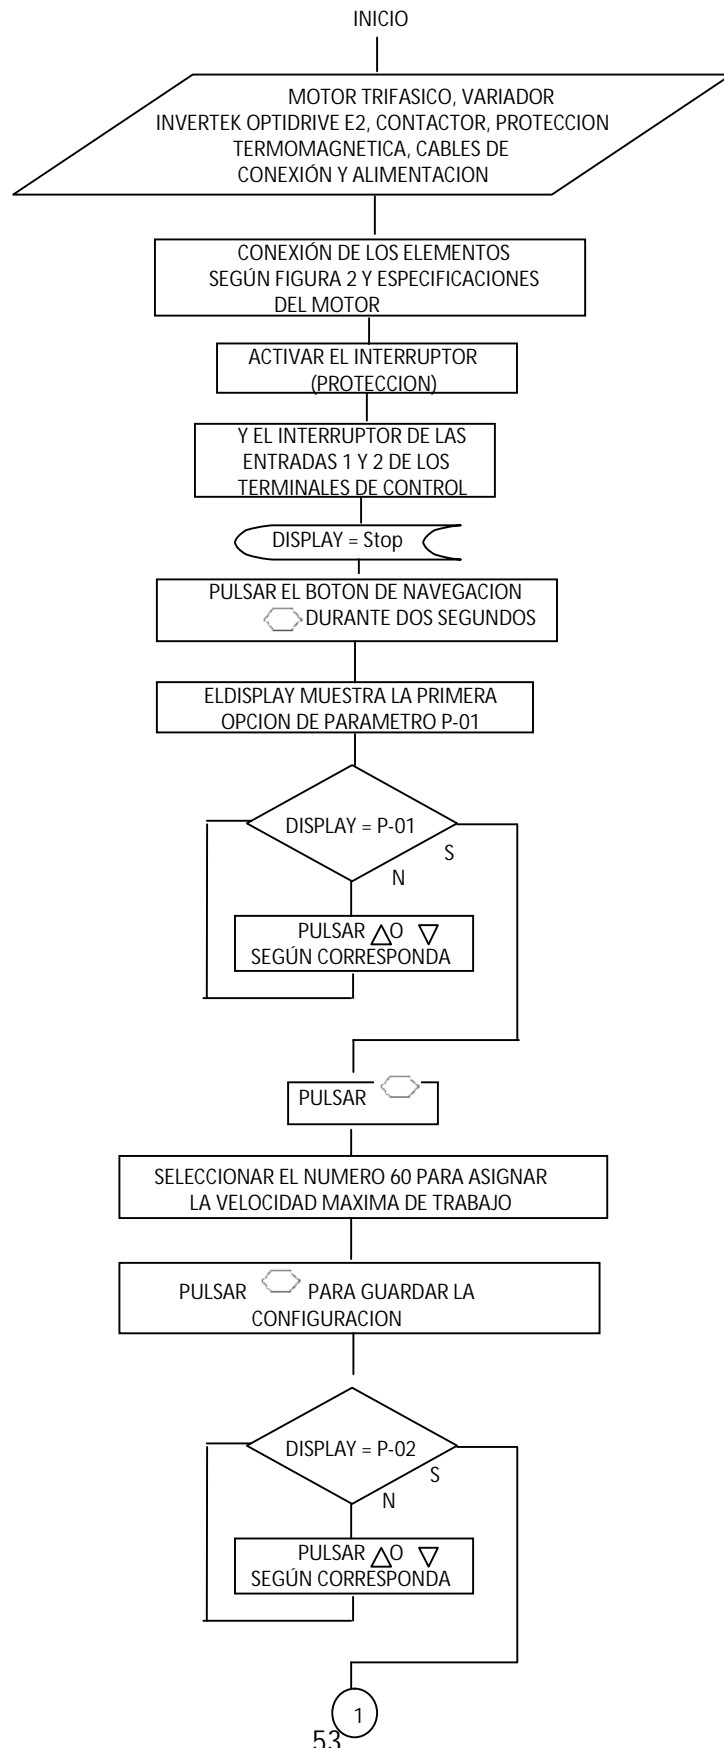 INICIO
MOTOR TRIFASICO, VARIADOR
INVERTEK OPTIDRIVE E2, CONTACTOR, PROTECCION
TERMOMAGNETICA, CABLES DE
CONEXIÓN Y ALIMENTACION
CONEXIÓN DE LOS ELEMENTOS
SEGÚN FIGURA 2 Y ESPECIFICACIONES
DEL MOTOR
ACTIVAR EL INTERRUPTOR
(PROTECCION)
Y EL INTERRUPTOR DE LAS
ENTRADAS 1 Y 2 DE LOS
TERMINALES DE CONTROL
DISPLAY = Stop
PULSAR EL BOTON DE NAVEGACION
DURANTE DOS SEGUNDOS
ELDISPLAY MUESTRA LA PRIMERA
OPCION DE PARAMETRO P-01
DISPLAY = P-01
S
N
PULSAR O
SEGÚN CORRESPONDA
PULSAR
SELECCIONAR EL NUMERO 60 PARA ASIGNAR
LA VELOCIDAD MAXIMA DE TRABAJO
PULSAR PARA GUARDAR LA
CONFIGURACION
DISPLAY = P-02
S
N
PULSAR O
SEGÚN CORRESPONDA
1
53